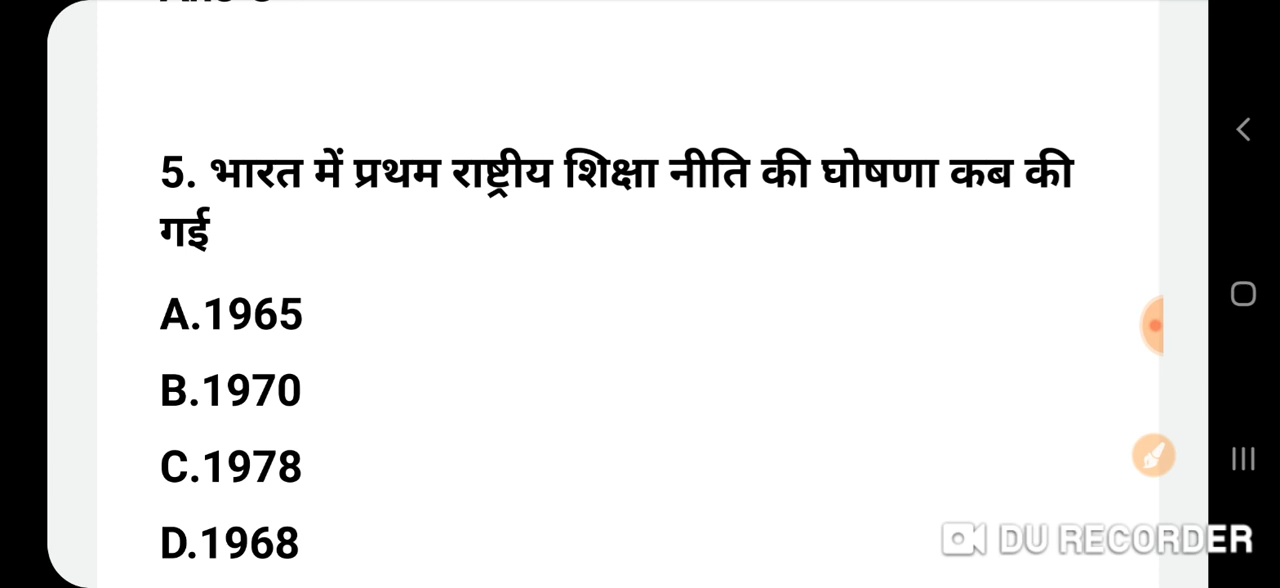 5. भारत में प्रथम राष्ट्रीय शिक्षा नीति की घोषणा कब की
गई
A.1965
B.1970
C.1978
D.1968
DU RECORDER